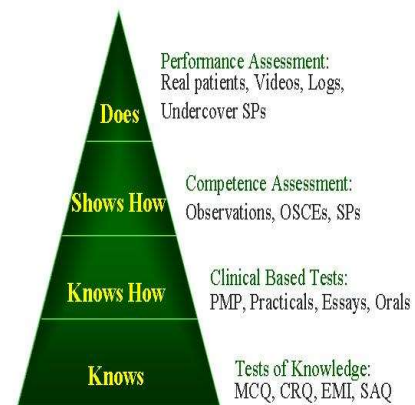 Performance Assessment:
Real patients, Videos, Logs,
Does
Undercover SPs
Competence Assessment:
Shows How
Observations, OSCEs, SPs
Clinical Based Tests:
Knows How
PMP, Practicals, Essays, Orals
Knows
Tests of Knowledge:
MCQ, CRQ, EMI, SAQ